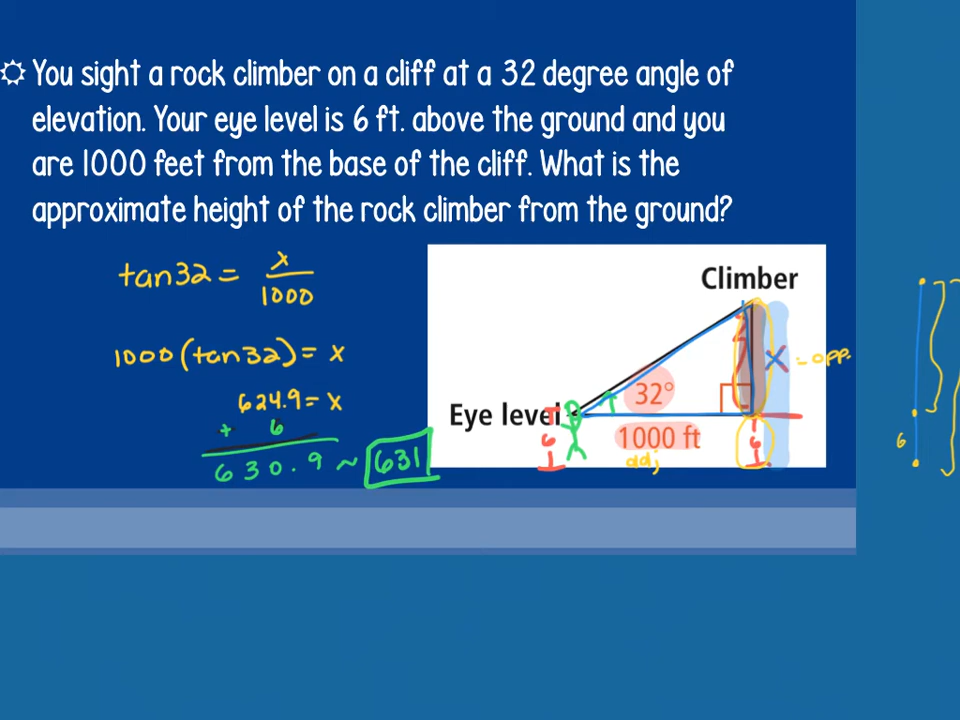 You sight a rock climber on a cliff at a 32 degree angle of
elevation. Your eye level is 6 ft. above the ground and you
are 1000 feet from the base of the cliff. What is the
approximate height of the rock climber from the ground?
tan32 = x
1000
1000 (tan32) = x
624.9 = x
+ 6
630.9 ~ 631
Climber
x - opp.
32°
Eye level
1000 ft
6
adj
6
6